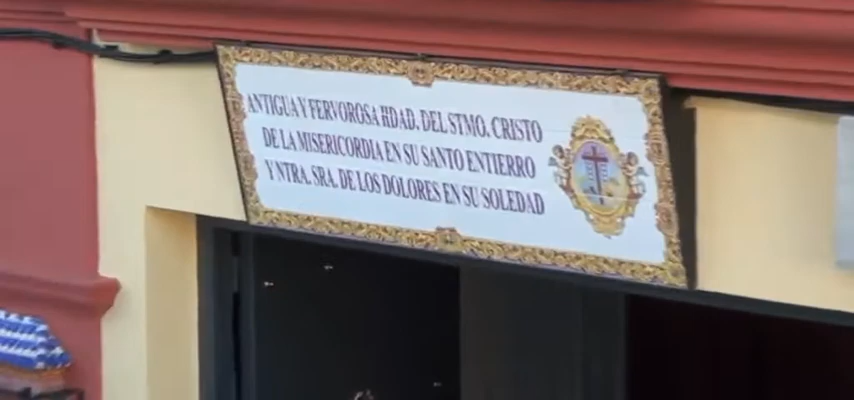 ANTIGUA Y FERVOROSA HDAD. DEL STMO. CRISTO
DE LA MISERICORDIA EN SU SANTO ENTIERRO
Y NTRA. SRA. DE LOS DOLORES EN SU SOLEDAD